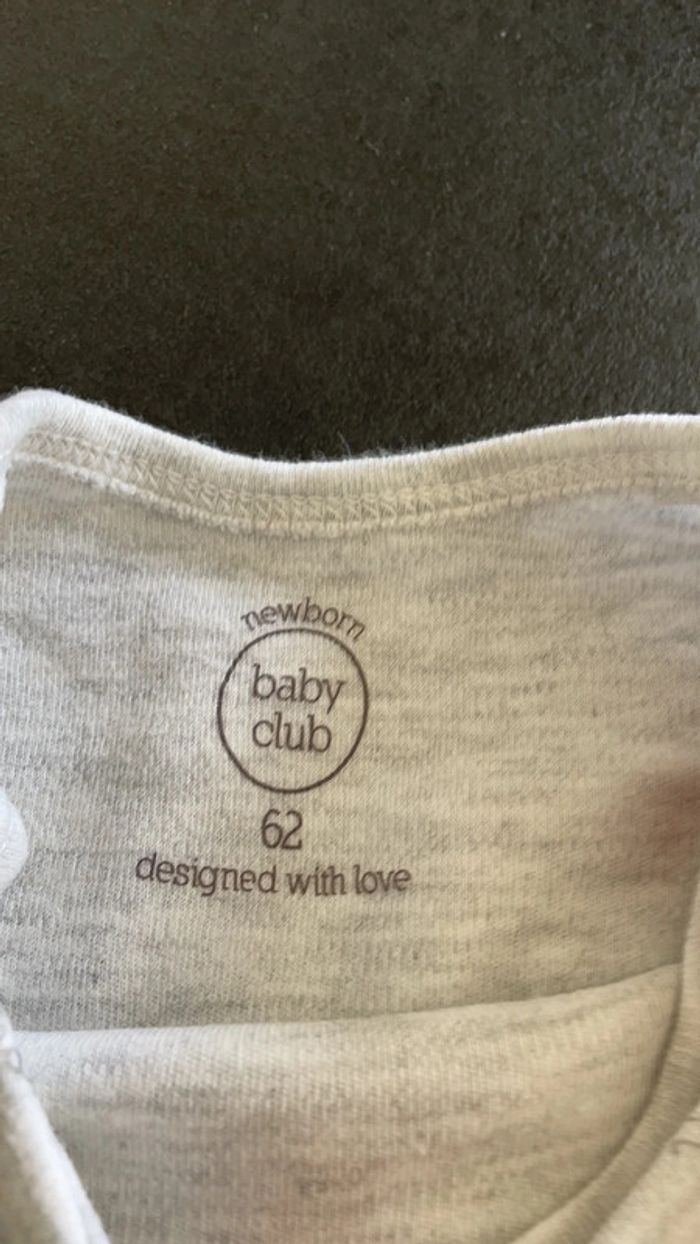 newborn
baby
club
62
designed with love